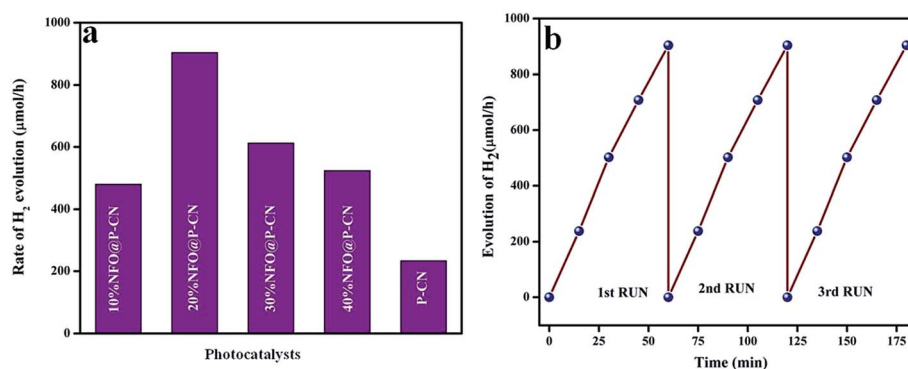 a
1000
800
600
400
200
0
Rate of H₂ evolution (μmol/h)
10%NFO@P-CN
20%NFO@P-CN
30%NFO@P-CN
40%NFO@P-CN
P-CN
Photocatalysts
b
1000
800
600
400
200
0
Evolution of H₂(μmol/h)
1st RUN
2nd RUN
3rd RUN
0 25 50 75 100 125 150 175
Time (min)